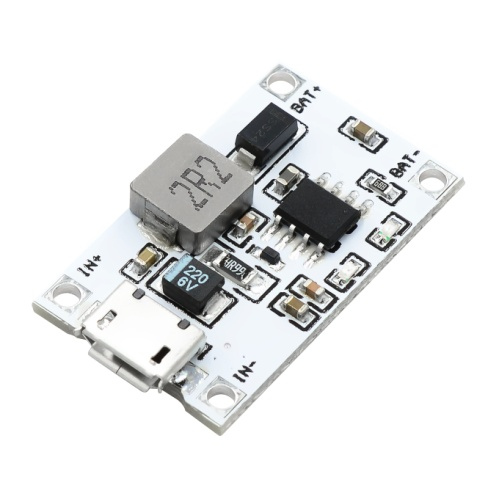 BAT+
BAT-
2R2
IN+
220
6V
IN-